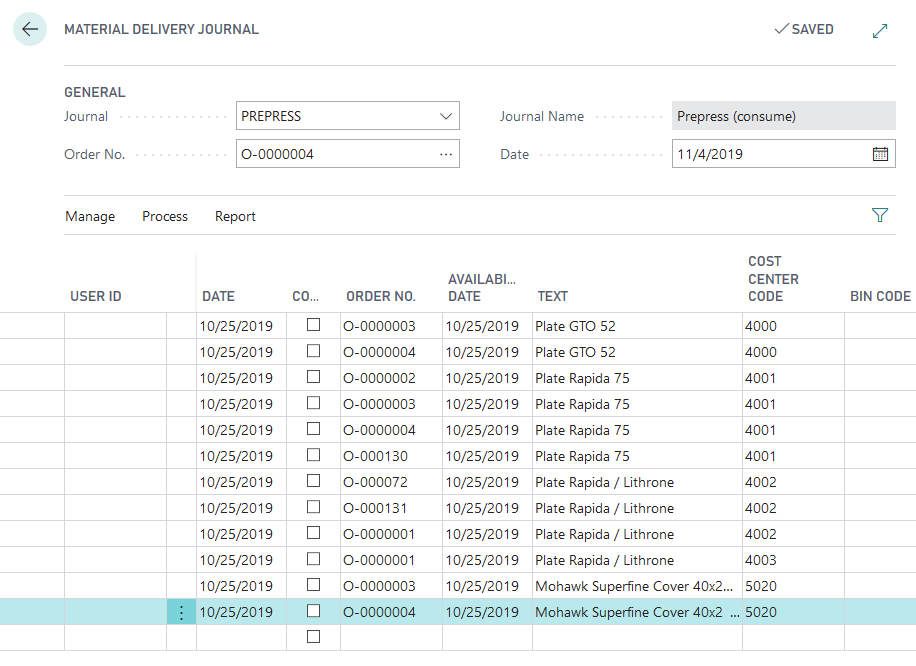 MATERIAL DELIVERY JOURNAL
SAVED
GENERAL
Journal PREPRESS Journal Name Prepress (consume)
Order No. O-0000004 ... Date 11/4/2019
Manage Process Report
USER ID DATE CO... ORDER NO. AVAILABI... DATE TEXT COST CENTER CODE BIN CODE
10/25/2019 O-0000003 10/25/2019 Plate GTO 52 4000
10/25/2019 O-0000004 10/25/2019 Plate GTO 52 4000
10/25/2019 O-0000002 10/25/2019 Plate Rapida 75 4001
10/25/2019 O-0000003 10/25/2019 Plate Rapida 75 4001
10/25/2019 O-0000004 10/25/2019 Plate Rapida 75 4001
10/25/2019 O-000130 10/25/2019 Plate Rapida 75 4001
10/25/2019 O-000072 10/25/2019 Plate Rapida / Lithrone 4002
10/25/2019 O-000131 10/25/2019 Plate Rapida / Lithrone 4002
10/25/2019 O-0000001 10/25/2019 Plate Rapida / Lithrone 4002
10/25/2019 O-0000001 10/25/2019 Plate Rapida / Lithrone 4003
10/25/2019 O-0000003 10/25/2019 Mohawk Superfine Cover 40x2... 5020
10/25/2019 O-0000004 10/25/2019 Mohawk Superfine Cover 40x2 ... 5020